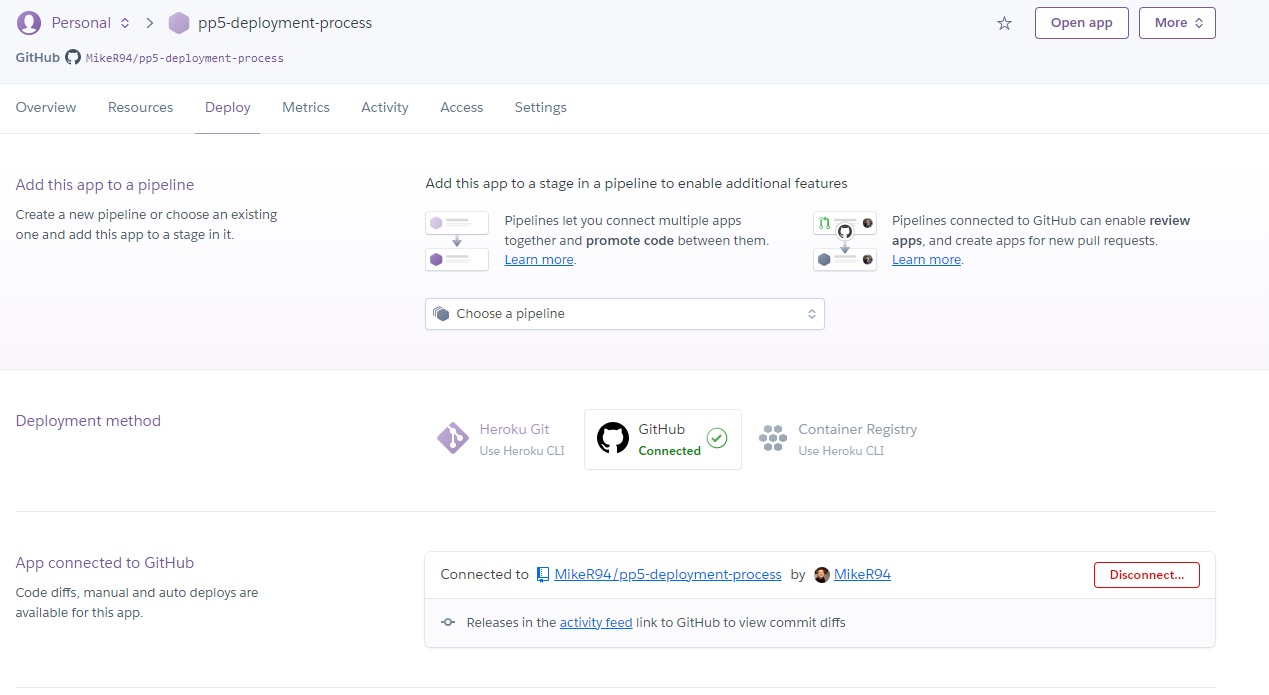 Personal
pp5-deployment-process
Open app
More
GitHub MikeR94/pp5-deployment-process
Overview
Resources
Deploy
Metrics
Activity
Access
Settings
Add this app to a pipeline
Create a new pipeline or choose an existing
one and add this app to a stage in it.
Add this app to a stage in a pipeline to enable additional features
Pipelines let you connect multiple apps
together and promote code between them.
Learn more.
Pipelines connected to GitHub can enable review
apps, and create apps for new pull requests.
Learn more.
Choose a pipeline
Deployment method
Heroku Git
Use Heroku CLI
GitHub
Connected
Container Registry
Use Heroku CLI
App connected to GitHub
Code diffs, manual and auto deploys are
available for this app.
Connected to MikeR94/pp5-deployment-process by MikeR94
Disconnect...
Releases in the activity feed link to GitHub to view commit diffs